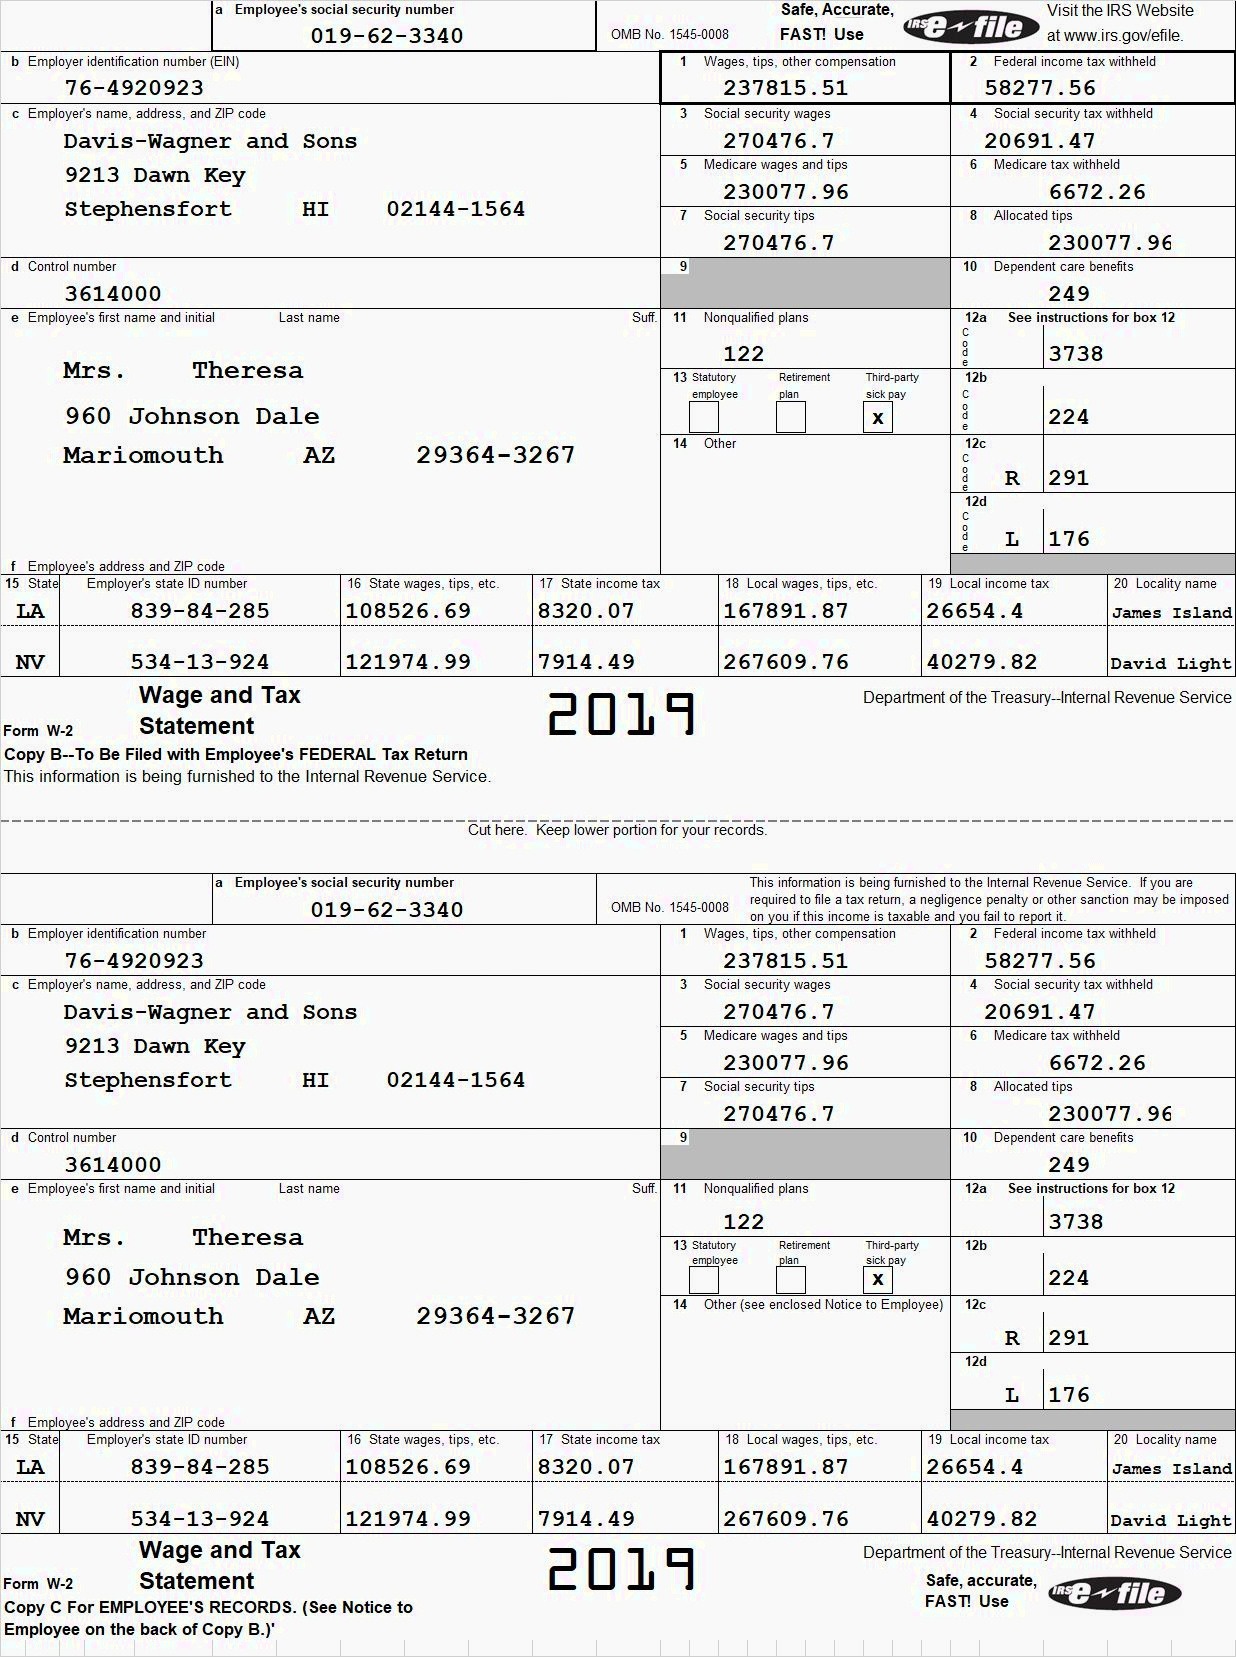 a Employee's social security number Safe, Accurate, IRS e-file Visit the IRS Website
019-62-3340 OMB No. 1545-0008 FAST! Use at www.irs.gov/efile.
b Employer identification number (EIN) 1 Wages, tips, other compensation 2 Federal income tax withheld
76-4920923 237815.51 58277.56
c Employer's name, address, and ZIP code 3 Social security wages 4 Social security tax withheld
Davis-Wagner and Sons 270476.7 20691.47
5 Medicare wages and tips 6 Medicare tax withheld
9213 Dawn Key 230077.96 6672.26
Stephensfort HI 02144-1564 7 Social security tips 8 Allocated tips
270476.7 230077.96
d Control number 9 10 Dependent care benefits
3614000 249
e Employee's first name and initial Last name Suff. 11 Nonqualified plans 12a See instructions for box 12
Mrs. Theresa 122 Code 3738
13 Statutory employee Retirement plan Third-party sick pay 12b
960 Johnson Dale x Code 224
Mariomouth AZ 29364-3267 14 Other 12c
Code R 291
12d
Code L 176
f Employee's address and ZIP code
15 State Employer's state ID number 16 State wages, tips, etc. 17 State income tax 18 Local wages, tips, etc. 19 Local income tax 20 Locality name
LA 839-84-285 108526.69 8320.07 167891.87 26654.4 James Island
NV 534-13-924 121974.99 7914.49 267609.76 40279.82 David Light
Wage and Tax 2019 Department of the Treasury--Internal Revenue Service
Form W-2 Statement
Copy B--To Be Filed with Employee's FEDERAL Tax Return
This information is being furnished to the Internal Revenue Service.
Cut here. Keep lower portion for your records.
a Employee's social security number This information is being furnished to the Internal Revenue Service. If you are
019-62-3340 OMB No. 1545-0008 required to file a tax return, a negligence penalty or other sanction may be imposed
on you if this income is taxable and you fail to report it.
b Employer identification number 1 Wages, tips, other compensation 2 Federal income tax withheld
76-4920923 237815.51 58277.56
c Employer's name, address, and ZIP code 3 Social security wages 4 Social security tax withheld
Davis-Wagner and Sons 270476.7 20691.47
5 Medicare wages and tips 6 Medicare tax withheld
9213 Dawn Key 230077.96 6672.26
Stephensfort HI 02144-1564 7 Social security tips 8 Allocated tips
270476.7 230077.96
d Control number 9 10 Dependent care benefits
3614000 249
e Employee's first name and initial Last name Suff. 11 Nonqualified plans 12a See instructions for box 12
Mrs. Theresa 122 3738
13 Statutory employee Retirement plan Third-party sick pay 12b
960 Johnson Dale x 224
Mariomouth AZ 29364-3267 14 Other (see enclosed Notice to Employee) 12c
R 291
12d
L 176
f Employee's address and ZIP code
15 State Employer's state ID number 16 State wages, tips, etc. 17 State income tax 18 Local wages, tips, etc. 19 Local income tax 20 Locality name
LA 839-84-285 108526.69 8320.07 167891.87 26654.4 James Island
NV 534-13-924 121974.99 7914.49 267609.76 40279.82 David Light
Wage and Tax 2019 Department of the Treasury--Internal Revenue Service
Form W-2 Statement Safe, accurate, IRS e-file
FAST! Use
Copy C For EMPLOYEE'S RECORDS. (See Notice to
Employee on the back of Copy B.)'